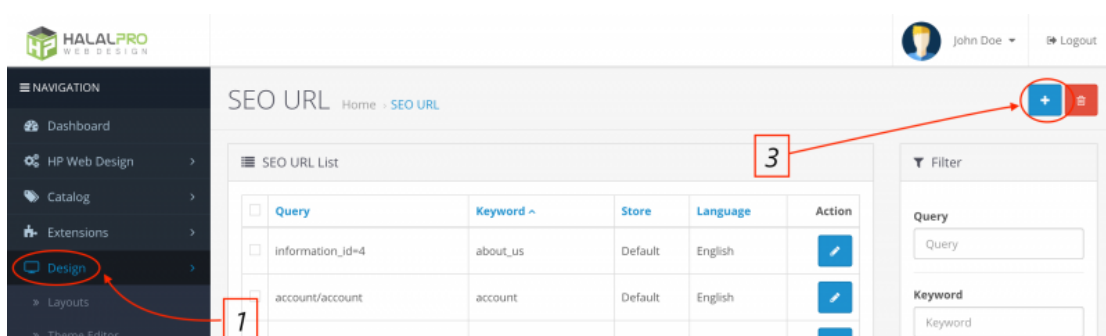 HALALPRO
WEB DESIGN
John Doe
Logout
NAVIGATION
SEO URL Home › SEO URL
Dashboard
HP Web Design
Catalog
Extensions
Design
» Layouts
» Theme Editor
1
3
SEO URL List
Query Keyword Store Language Action
information_id=4 about_us Default English
account/account account Default English
Filter
Query
Query
Keyword
Keyword